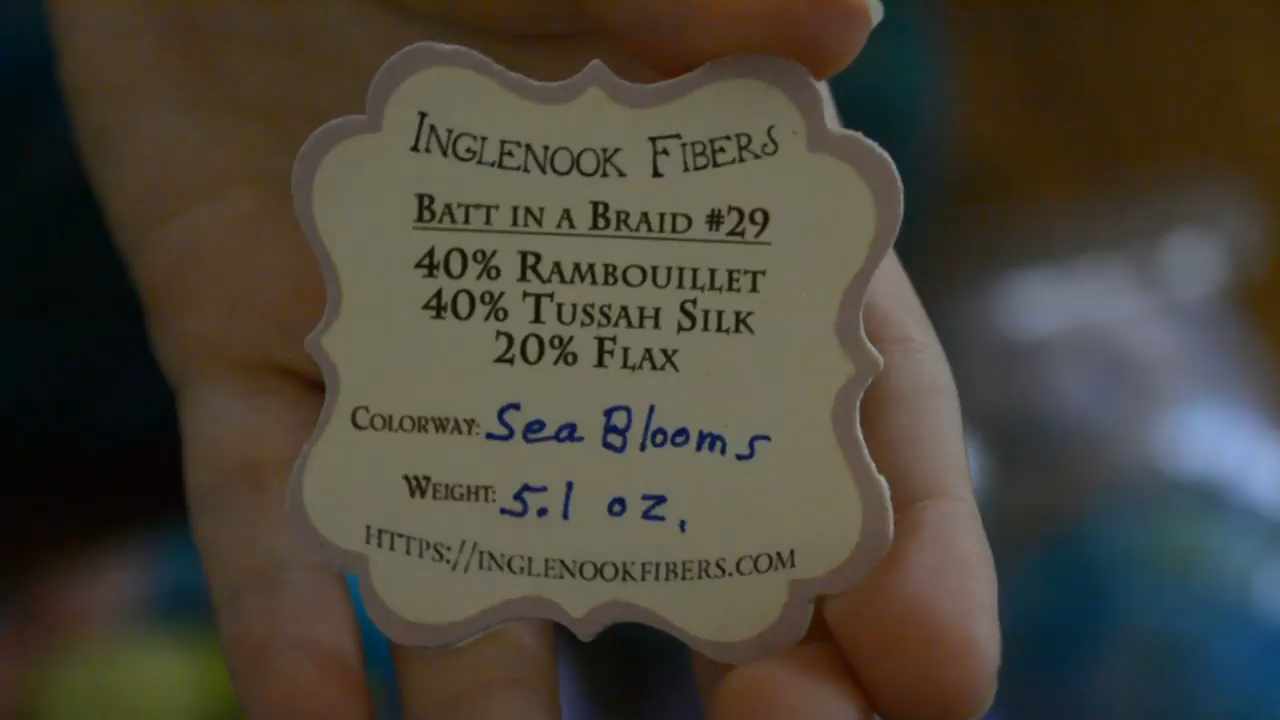 INGLENOOK FIBERS
BATT IN A BRAID #29
40% RAMBOUILLET
40% TUSSAH SILK
20% FLAX
COLORWAY: Sea Blooms
WEIGHT: 5.1 oz.
HTTPS://INGLENOOKFIBERS.COM